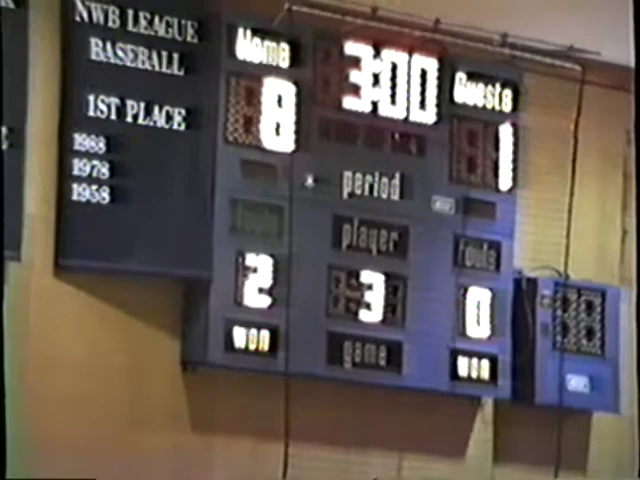 NWB LEAGUE
BASEBALL
1ST PLACE
1988
1978
1958
Home 3:00 Guests
8 1
period
player fouls
2 3 0
won game won